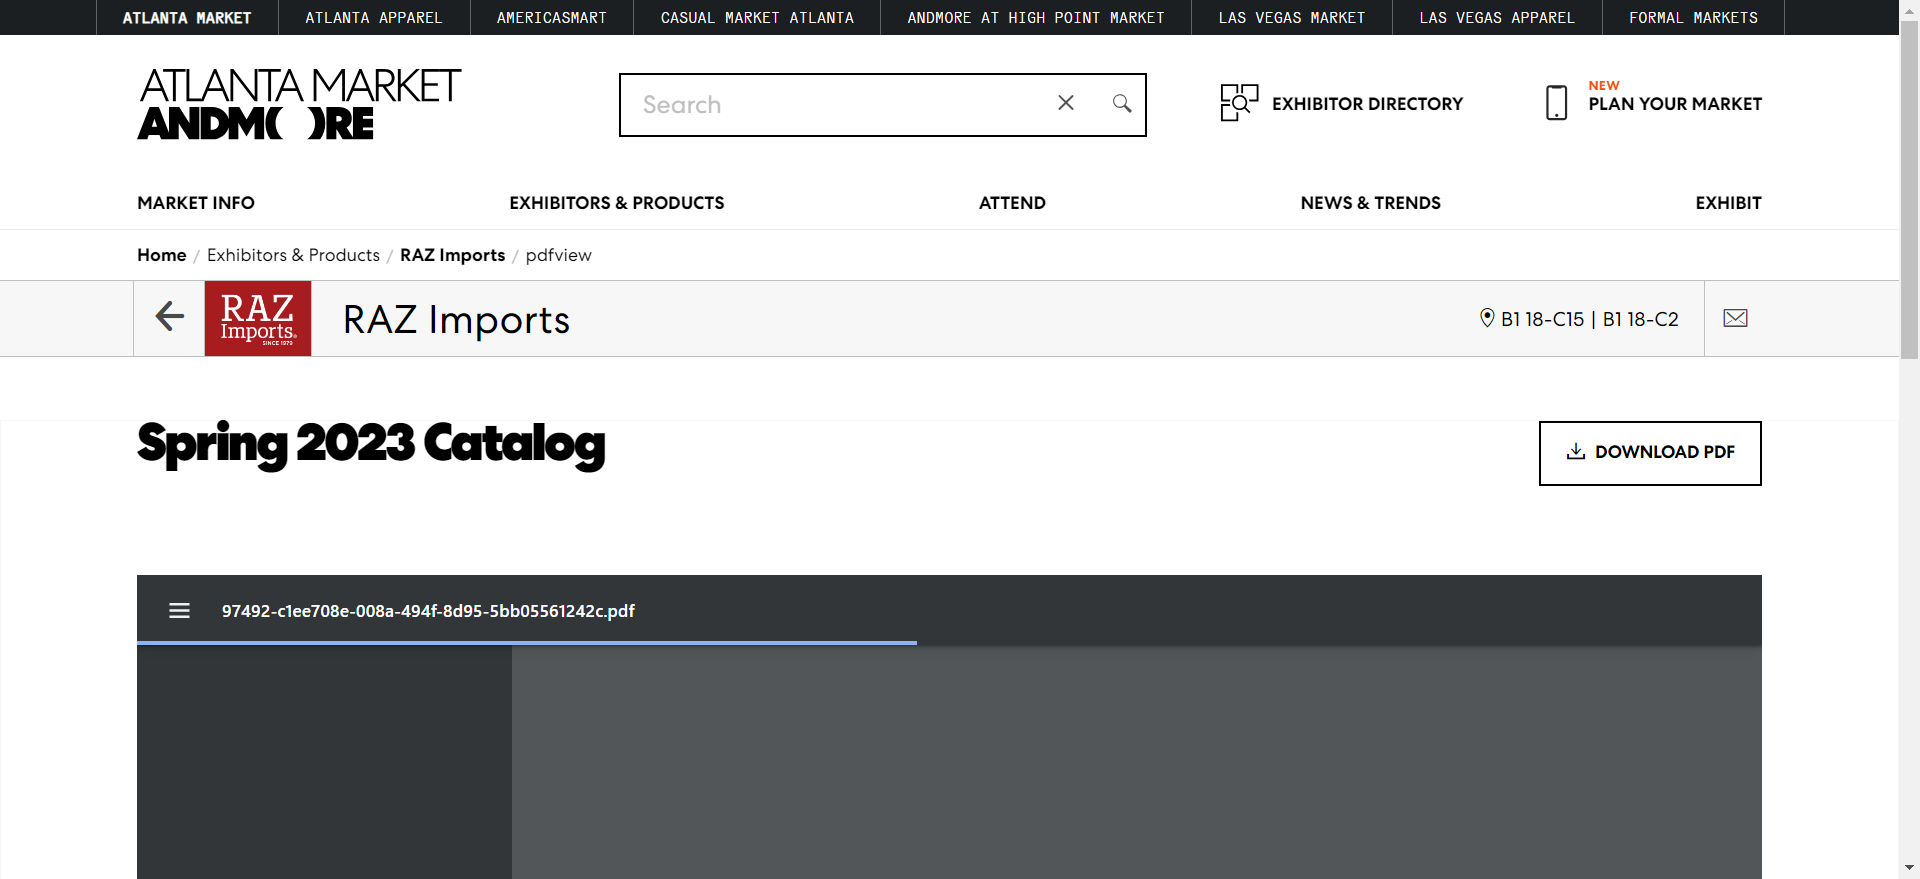 ATLANTA MARKET
ATLANTA APPAREL
AMERICASMART
CASUAL MARKET ATLANTA
ANDMORE AT HIGH POINT MARKET
LAS VEGAS MARKET
LAS VEGAS APPAREL
FORMAL MARKETS
ATLANTA MARKET
ANDM( )RE
Search
EXHIBITOR DIRECTORY
NEW
PLAN YOUR MARKET
MARKET INFO
EXHIBITORS & PRODUCTS
ATTEND
NEWS & TRENDS
EXHIBIT
Home / Exhibitors & Products / RAZ Imports / pdfview
RAZ
Imports®
SINCE 1979
RAZ Imports
B1 18-C15 | B1 18-C2
Spring 2023 Catalog
DOWNLOAD PDF
97492-c1ee708e-008a-494f-8d95-5bb05561242c.pdf